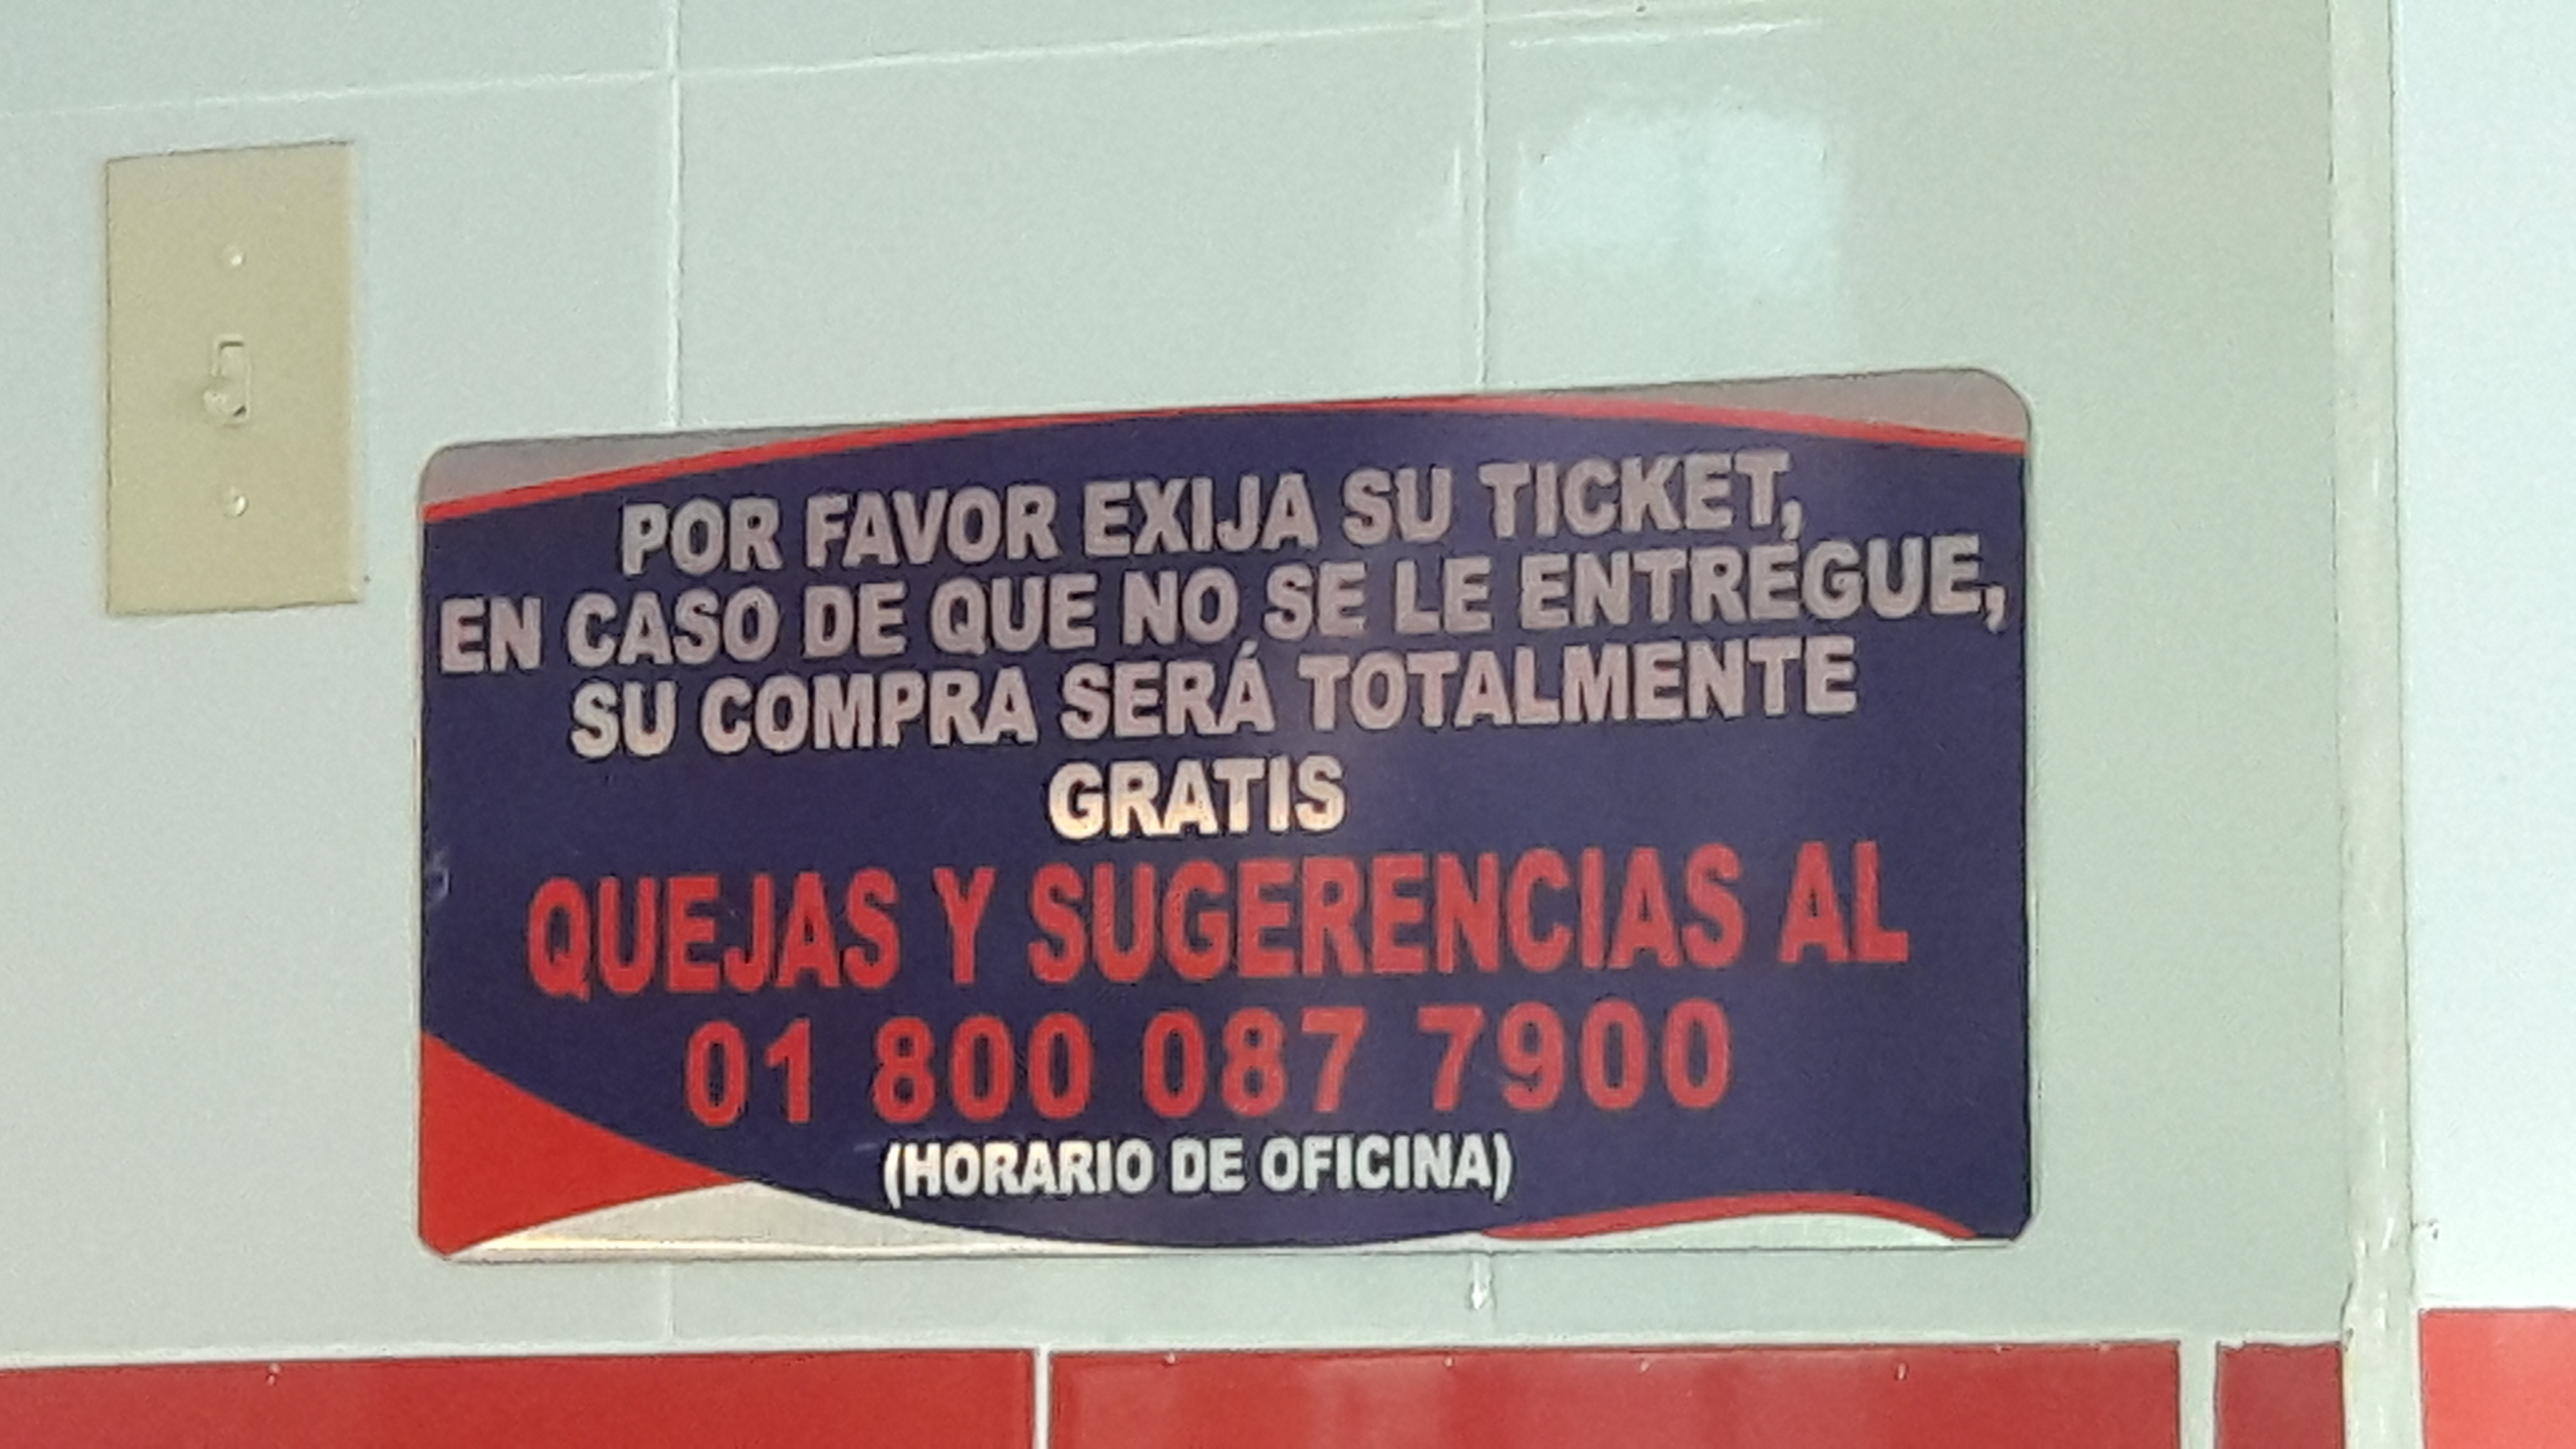 POR FAVOR EXIJA SU TICKET,
EN CASO DE QUE NO SE LE ENTREGUE,
SU COMPRA SERÁ TOTALMENTE
GRATIS
QUEJAS Y SUGERENCIAS AL
01 800 087 7900
(HORARIO DE OFICINA)